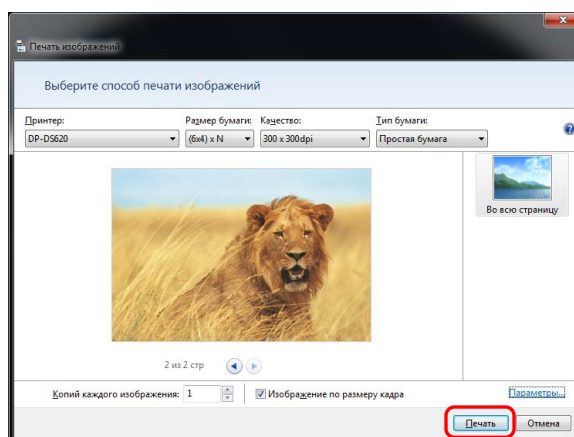 Печать изображений
Выберите способ печати изображений
Принтер: Размер бумаги: Качество: Тип бумаги:
DP-DS620 (6x4) x N 300 x 300dpi Простая бумага
Во всю страницу
2 из 2 стр
Копий каждого изображения: 1 Изображение по размеру кадра Параметры...
Печать Отмена